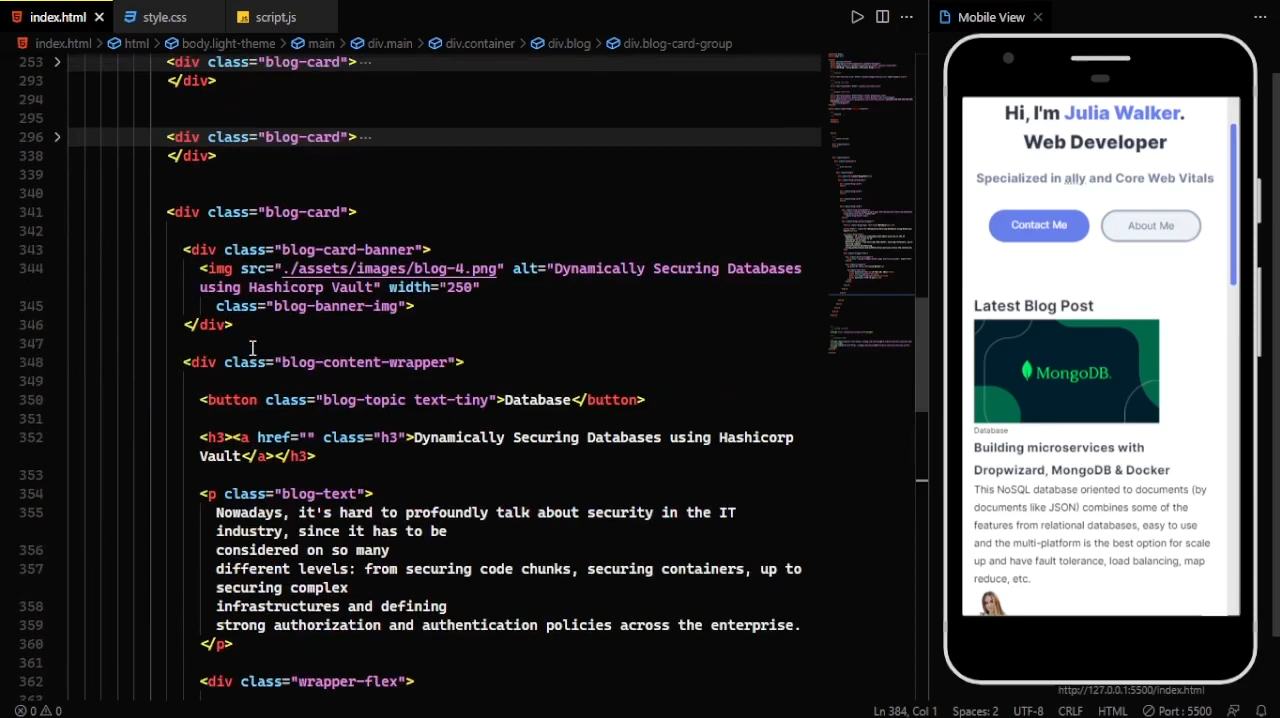 index.html
style.css
script.js
Mobile View
index.html > html > body.light-theme > main > div.main > div.container > div.blog > div.blog-card-group
253 <div class="blog-card"> ···
293 </div>
294
295
296 <div class="blog-card"> ···
338 </div>
339
340
341 <div class="blog-card">
342
343 <div class="blog-card-banner">
344 <img src="./assets/images/blog-4.png" alt="Dynamically Securing Databases
using Hashicorp Vault" width="250"
345 class="blog-banner-img">
346 </div>
347
348 <div class="blog-content-wrapper">
349
350 <button class="blog-topic text-tiny">Database</button>
351
352 <h3><a href="" class="h3">Dynamically Securing Databases using Hashicorp
Vault</a></h3>
353
354 <p class="blog-text">
355 Nowadays, it's hard to profoundly talk about security in the IT
industry, since it has to be
356 considered on so many
357 different levels: from securing code chunks, securing containers, up to
securing complex
358 infrastructures and defining
359 strong authorization and authentication policies across the enterprise.
360 </p>
361
362 <div class="wrapper-flex">
Hi, I'm Julia Walker.
Web Developer
Specialized in a11y and Core Web Vitals
Contact Me
About Me
Latest Blog Post
MongoDB.
Database
Building microservices with
Dropwizard, MongoDB & Docker
This NoSQL database oriented to documents (by
documents like JSON) combines some of the
features from relational databases, easy to use
and the multi-platform is the best option for scale
up and have fault tolerance, load balancing, map
reduce, etc.
http://127.0.0.1:5500/index.html
0 0
Ln 384, Col 1
Spaces: 2
UTF-8
CRLF
HTML
Port : 5500